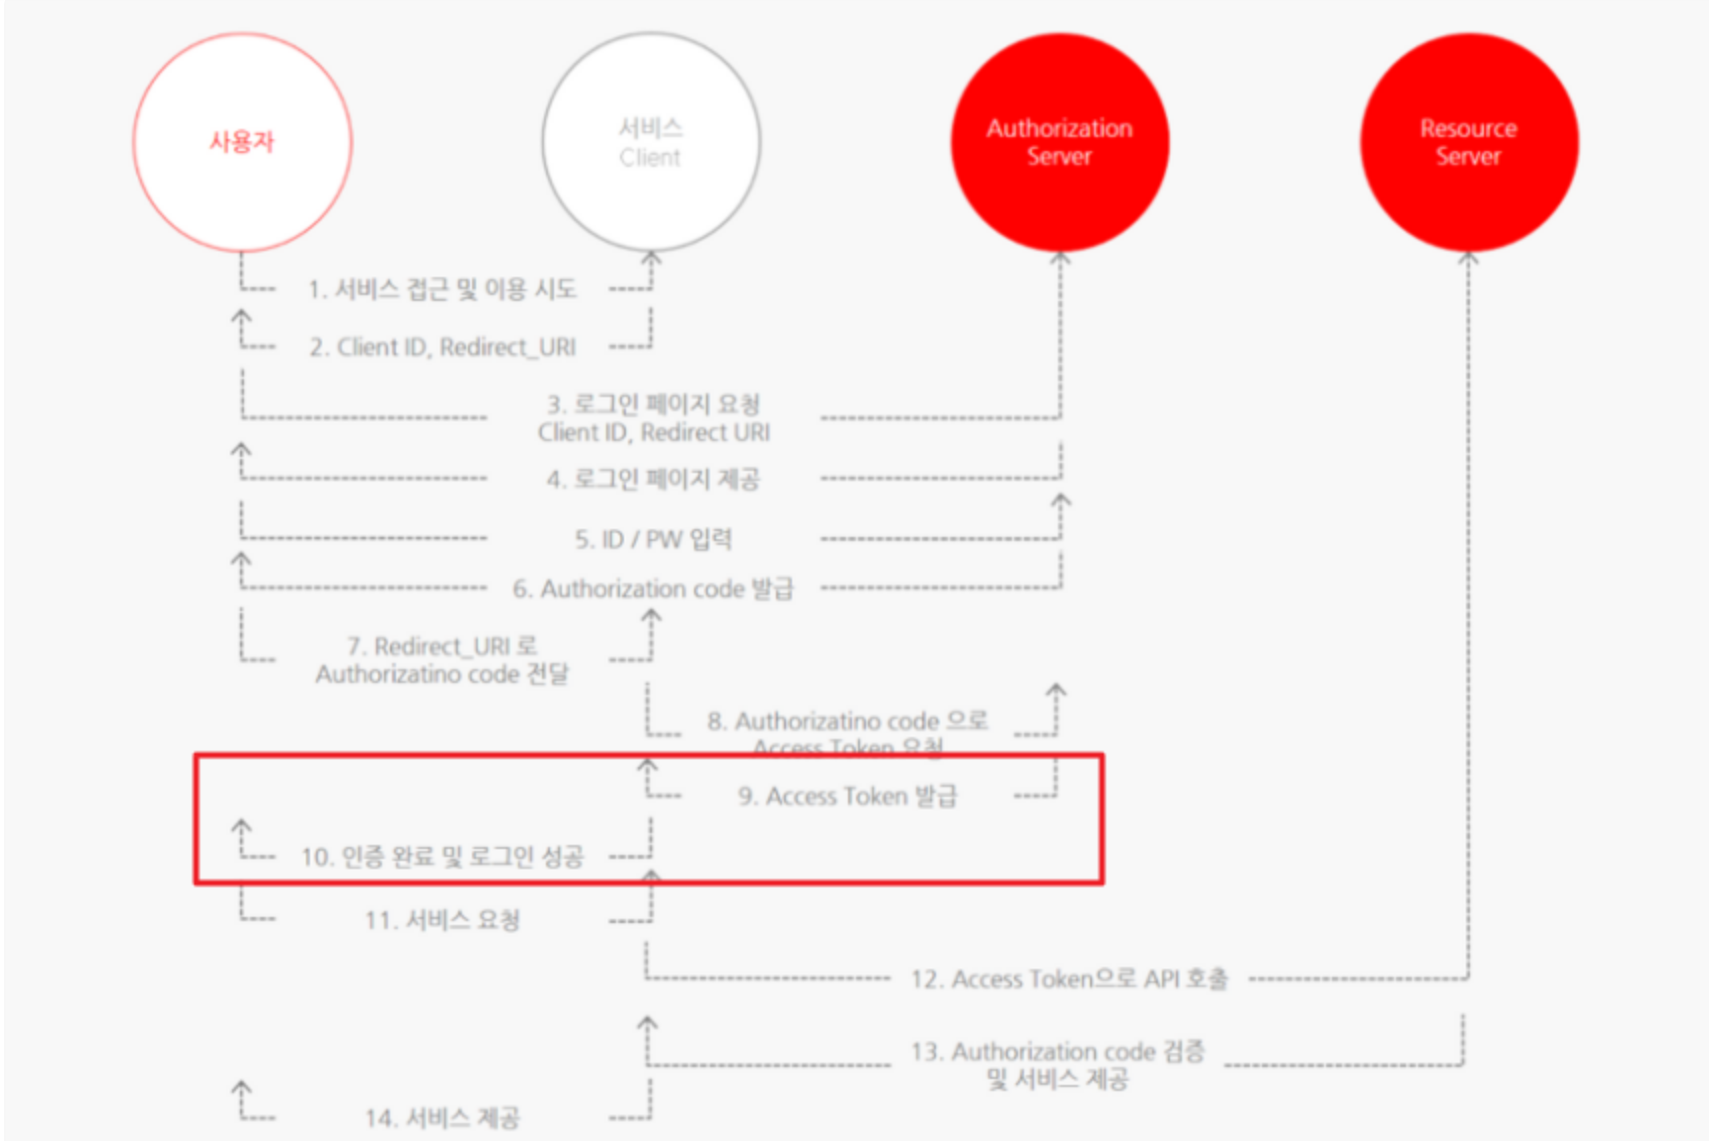 사용자
서비스
Client
Authorization
Server
Resource
Server
1. 서비스 접근 및 이용 시도
2. Client ID, Redirect_URI
3. 로그인 페이지 요청
Client ID, Redirect URI
4. 로그인 페이지 제공
5. ID / PW 입력
6. Authorization code 발급
7. Redirect_URI 로
Authorizatino code 전달
8. Authorizatino code 으로
Access Token 요청
9. Access Token 발급
10. 인증 완료 및 로그인 성공
11. 서비스 요청
12. Access Token으로 API 호출
13. Authorization code 검증
및 서비스 제공
14. 서비스 제공